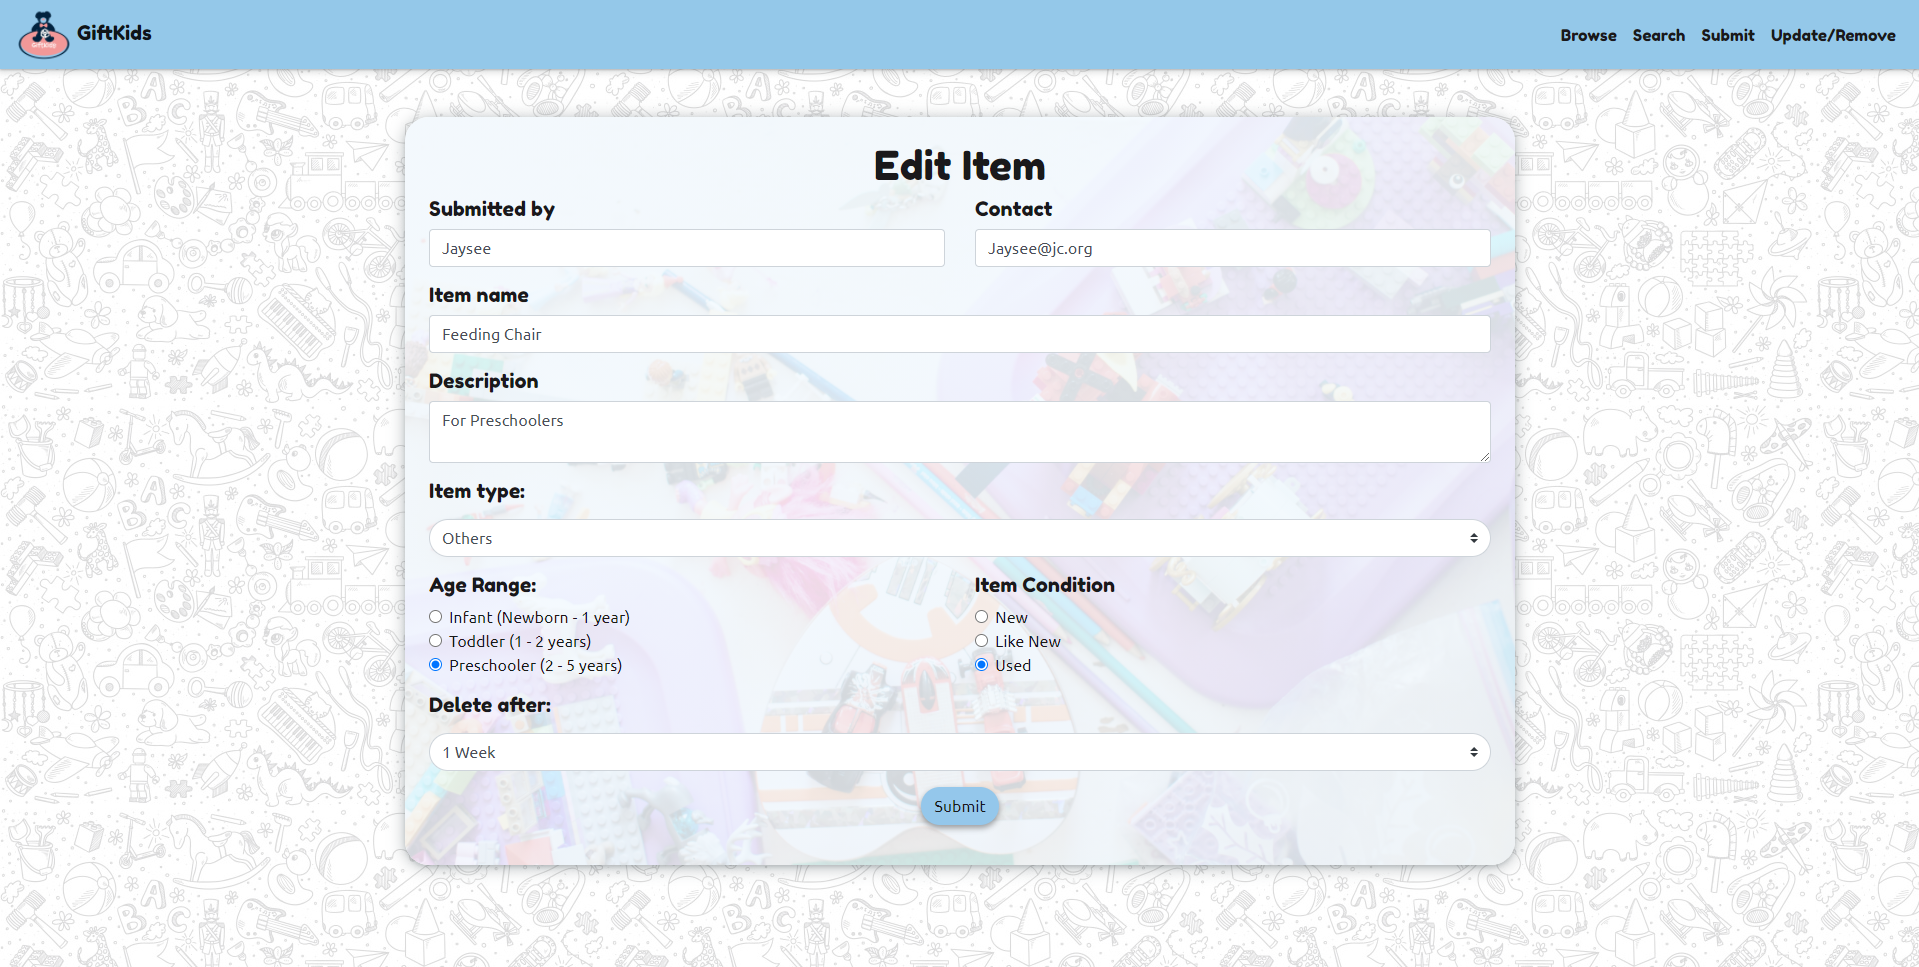 GiftKids
GiftKids
Browse Search Submit Update/Remove
Edit Item
Submitted by
Jaysee
Contact
Jaysee@jc.org
Item name
Feeding Chair
Description
For Preschoolers
Item type:
Others
Age Range:
Infant (Newborn - 1 year)
Toddler (1 - 2 years)
Preschooler (2 - 5 years)
Item Condition
New
Like New
Used
Delete after:
1 Week
Submit